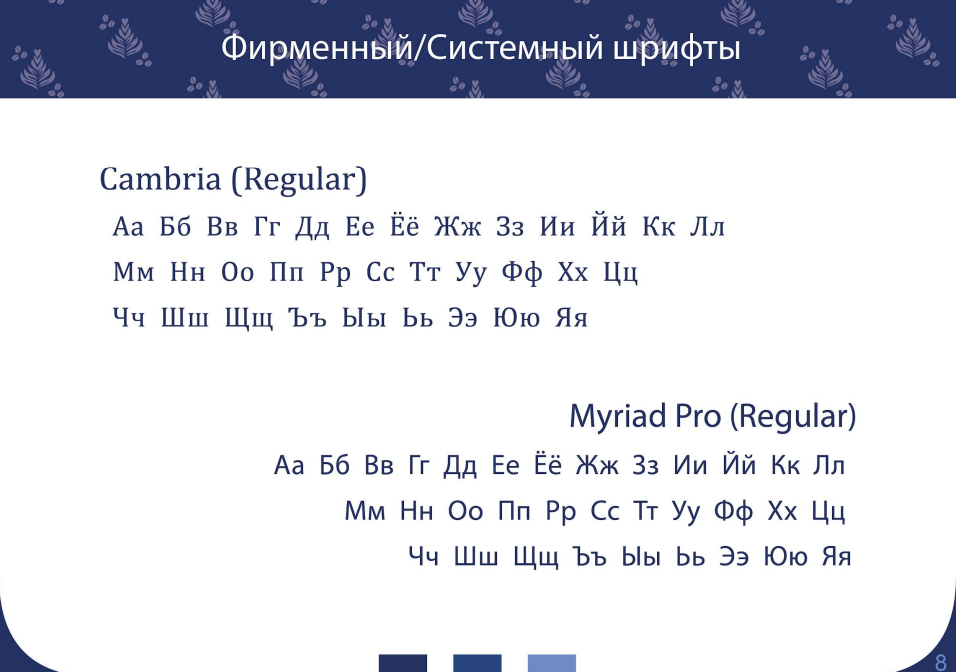 Фирменный/Системный шрифты
Cambria (Regular)
Аа Бб Вв Гг Дд Ее Ёё Жж Зз Ии Йй Кк Лл
Мм Нн Оо Пп Рр Сс Тт Уу Фф Хх Цц
Чч Шш Щщ Ъъ Ыы Ьь Ээ Юю Яя
Myriad Pro (Regular)
Аа Бб Вв Гг Дд Ее Ёё Жж Зз Ии Йй Кк Лл
Мм Нн Оо Пп Рр Сс Тт Уу Фф Хх Цц
Чч Шш Щщ Ъъ Ыы Ьь Ээ Юю Яя
8